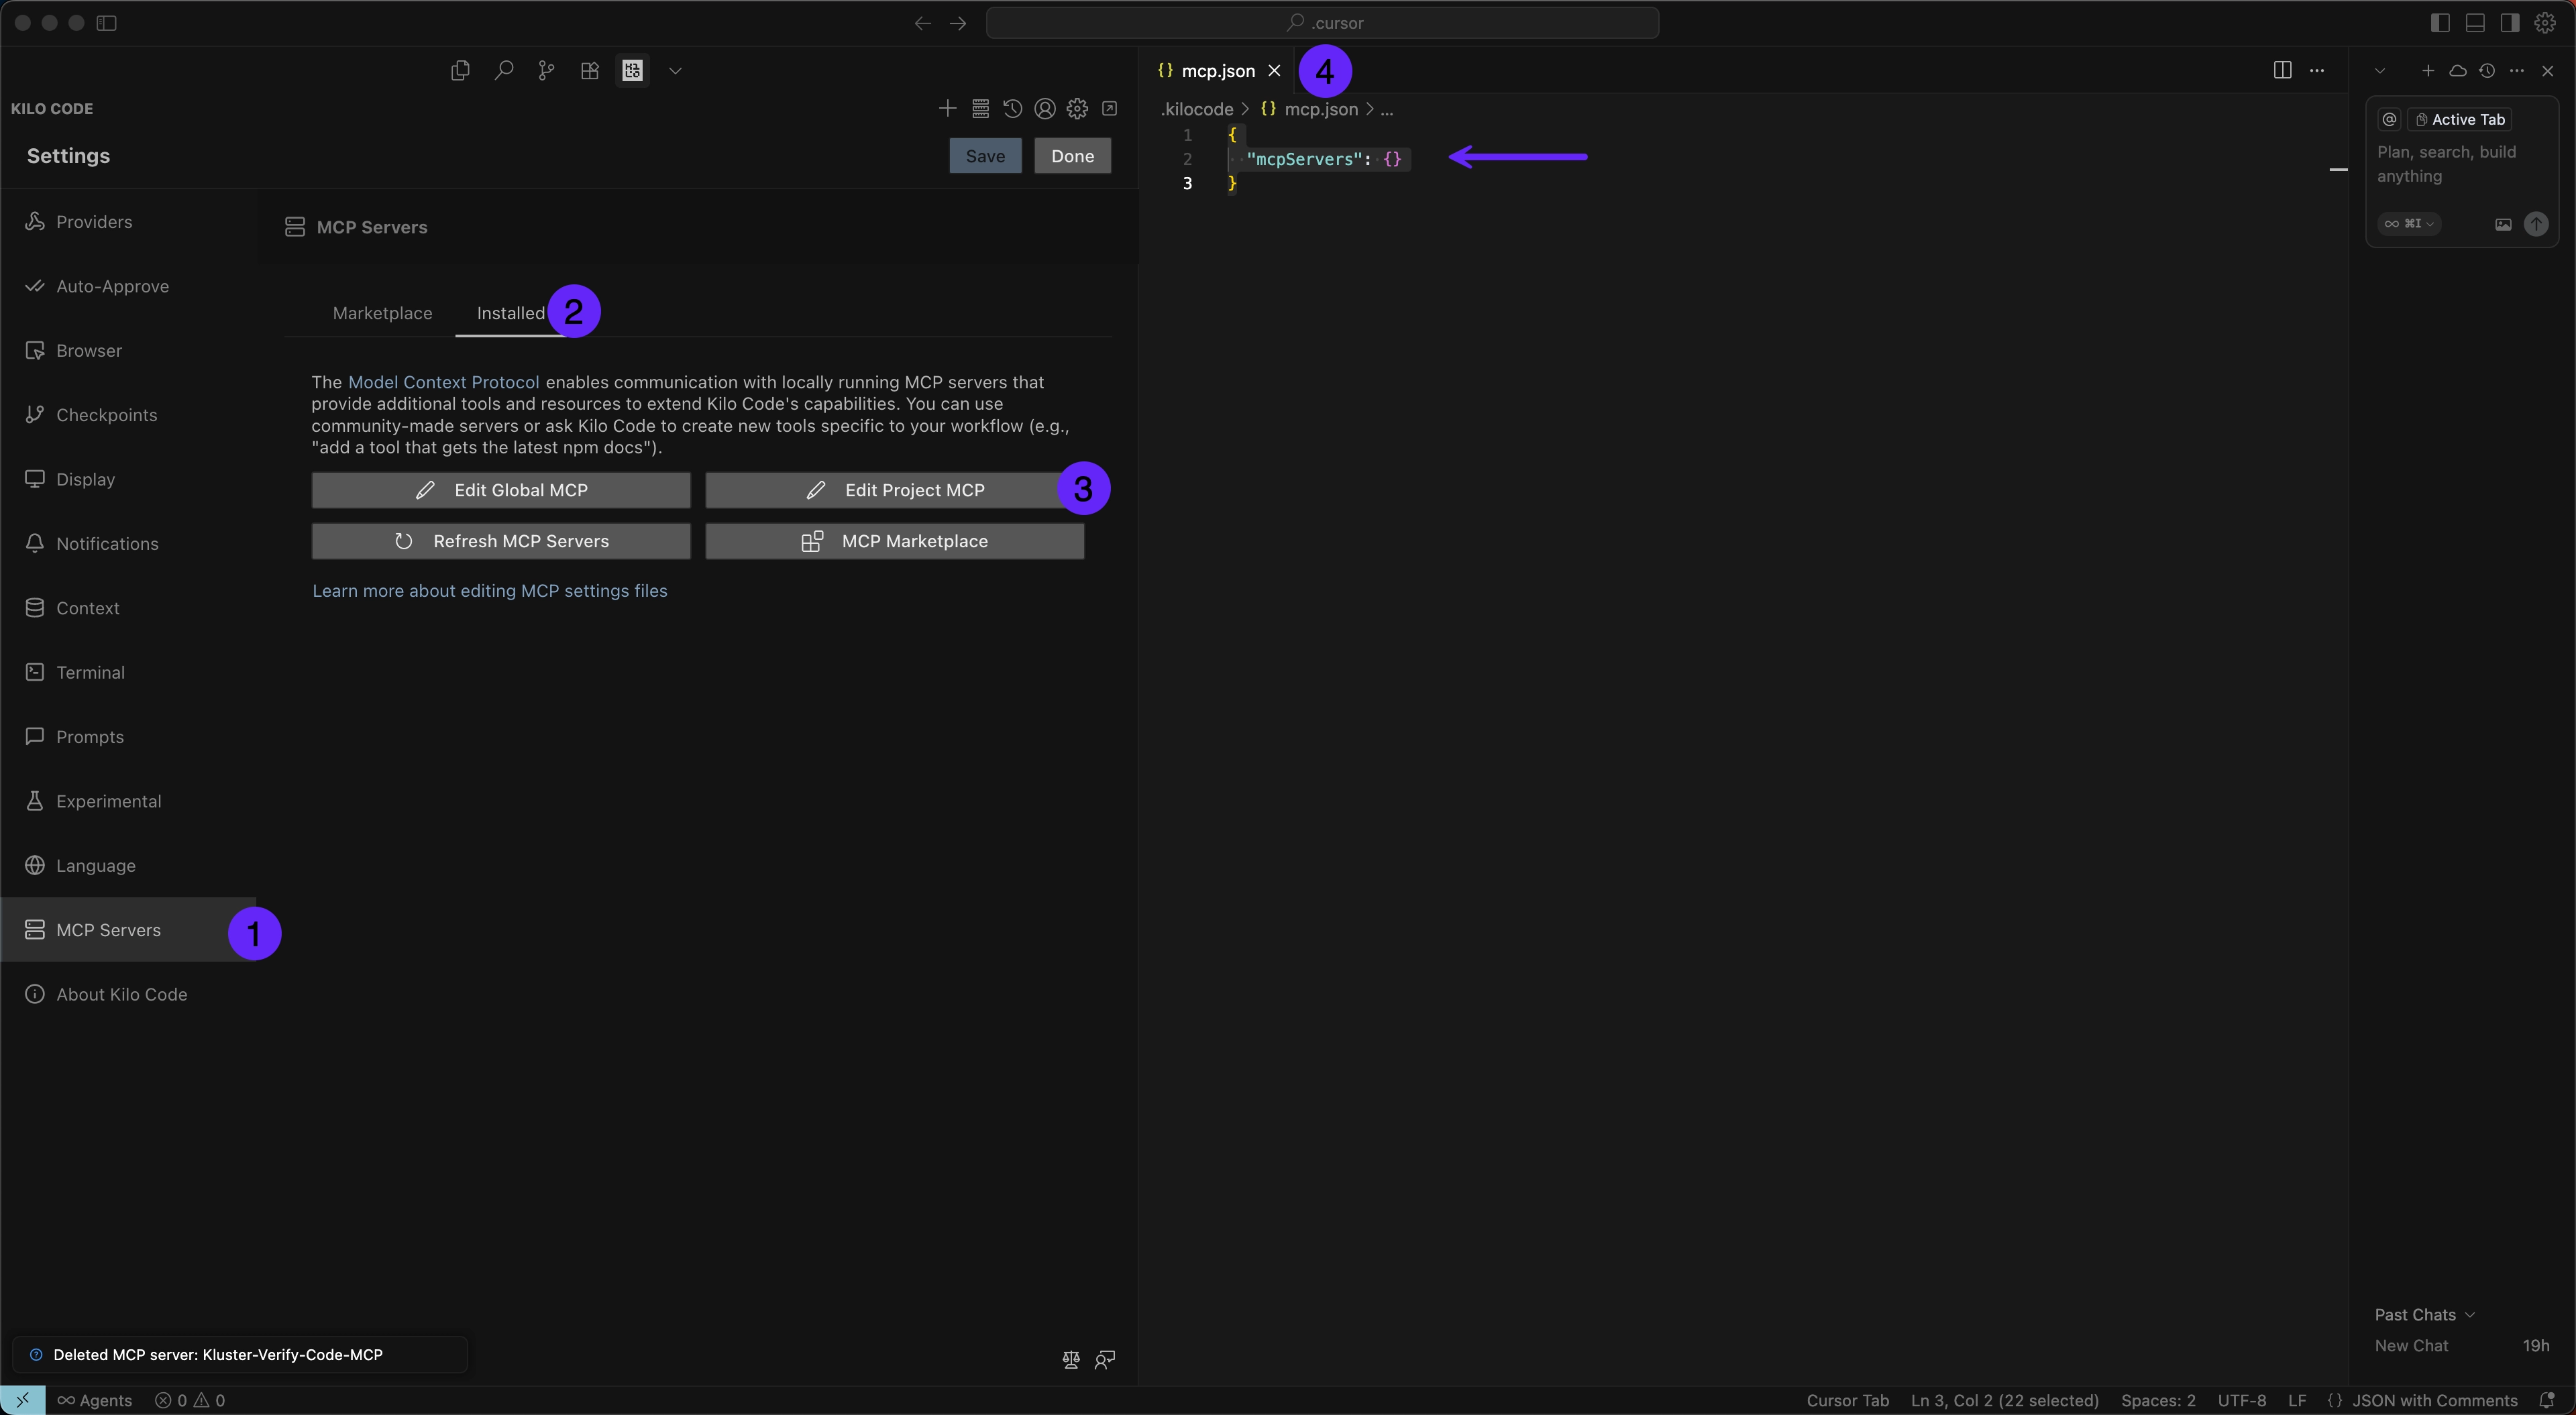 .cursor
KILO CODE
Settings
Save
Done
Providers
Auto-Approve
Browser
Checkpoints
Display
Notifications
Context
Terminal
Prompts
Experimental
Language
MCP Servers
1
About Kilo Code
MCP Servers
Marketplace
Installed
2
The Model Context Protocol enables communication with locally running MCP servers that
provide additional tools and resources to extend Kilo Code's capabilities. You can use
community-made servers or ask Kilo Code to create new tools specific to your workflow (e.g.,
"add a tool that gets the latest npm docs").
Edit Global MCP
Edit Project MCP
3
Refresh MCP Servers
MCP Marketplace
Learn more about editing MCP settings files
Deleted MCP server: Kluster-Verify-Code-MCP
{} mcp.json
4
.kilocode > {} mcp.json > ...
1 {
2 "mcpServers": {}
3 }
@ Active Tab
Plan, search, build
anything
∞ ⌘I
Past Chats
New Chat 19h
Agents 0 0
Cursor Tab Ln 3, Col 2 (22 selected) Spaces: 2 UTF-8 LF {} JSON with Comments